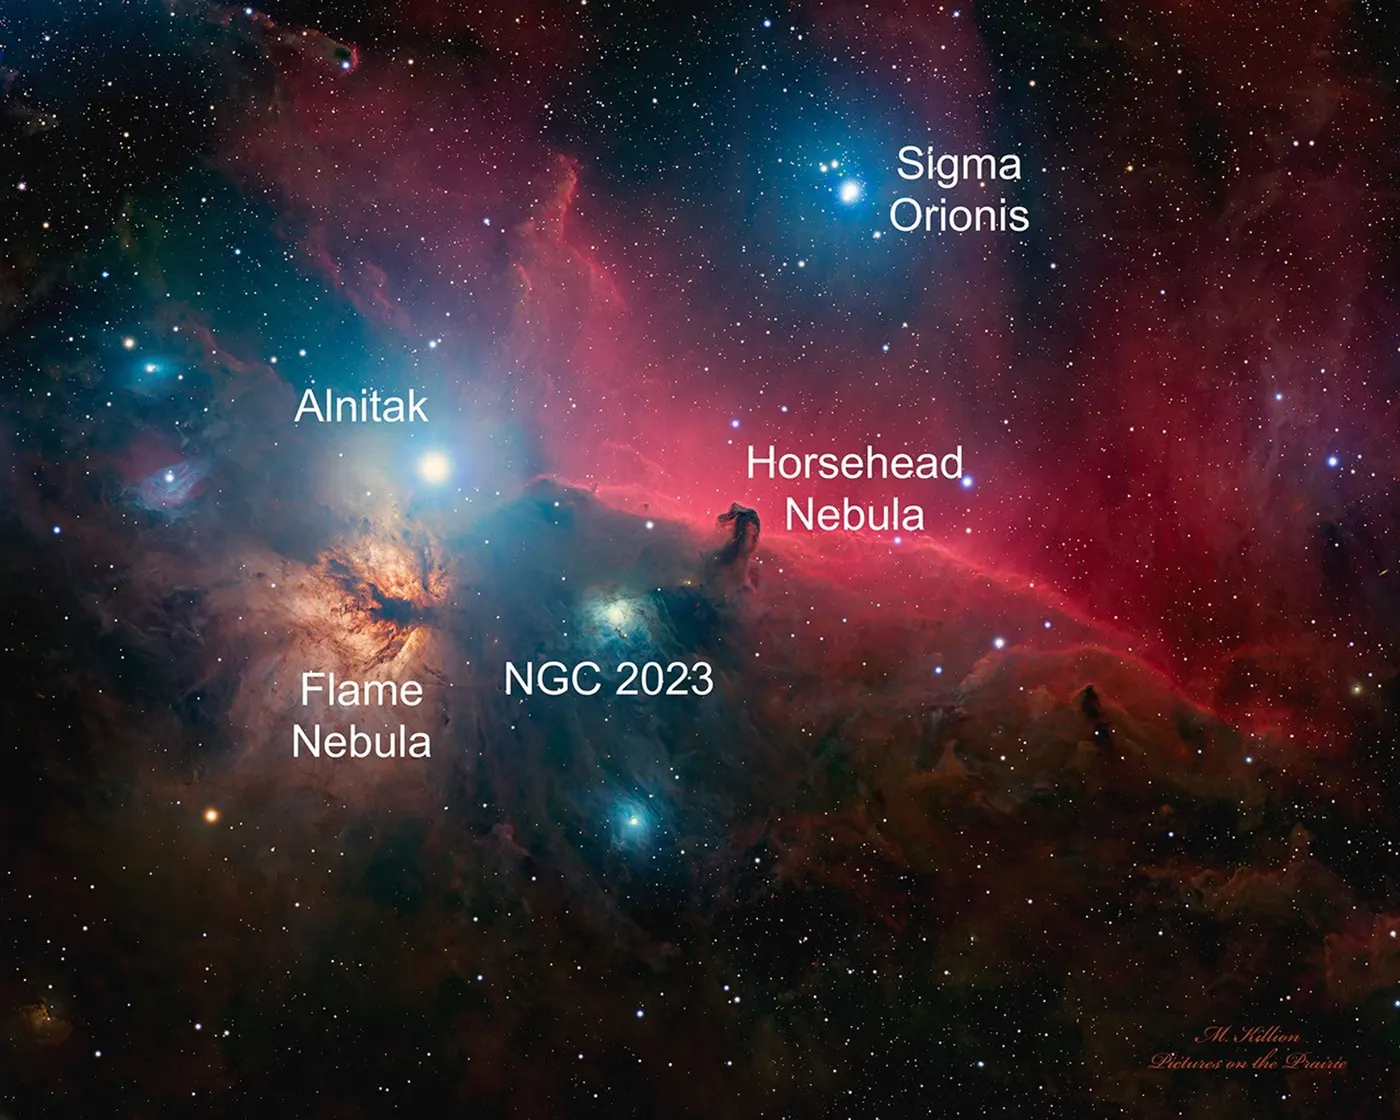 Sigma
Orionis
Alnitak
Horsehead
Nebula
NGC 2023
Flame
Nebula
M. Killion
Pictures on the Prairie